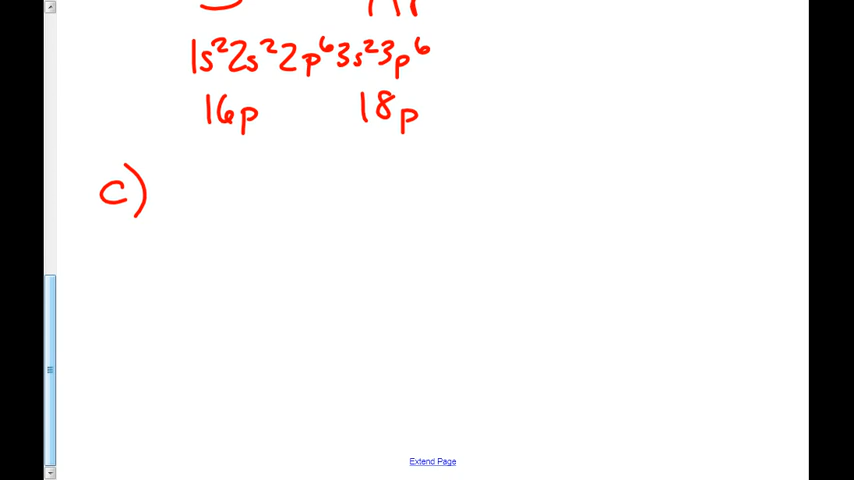 1s²2s²2p⁶3s²3p⁶
16p 18p
c)
Extend Page